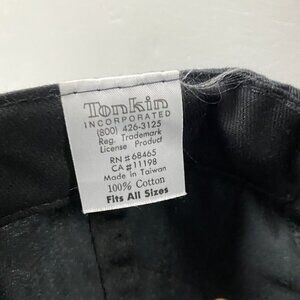 Tonkin
INCORPORATED
(800) 426-3125
Reg. Trademark
License Product
RN # 68465
CA # 11198
Made in Taiwan
100% Cotton
Fits All Sizes